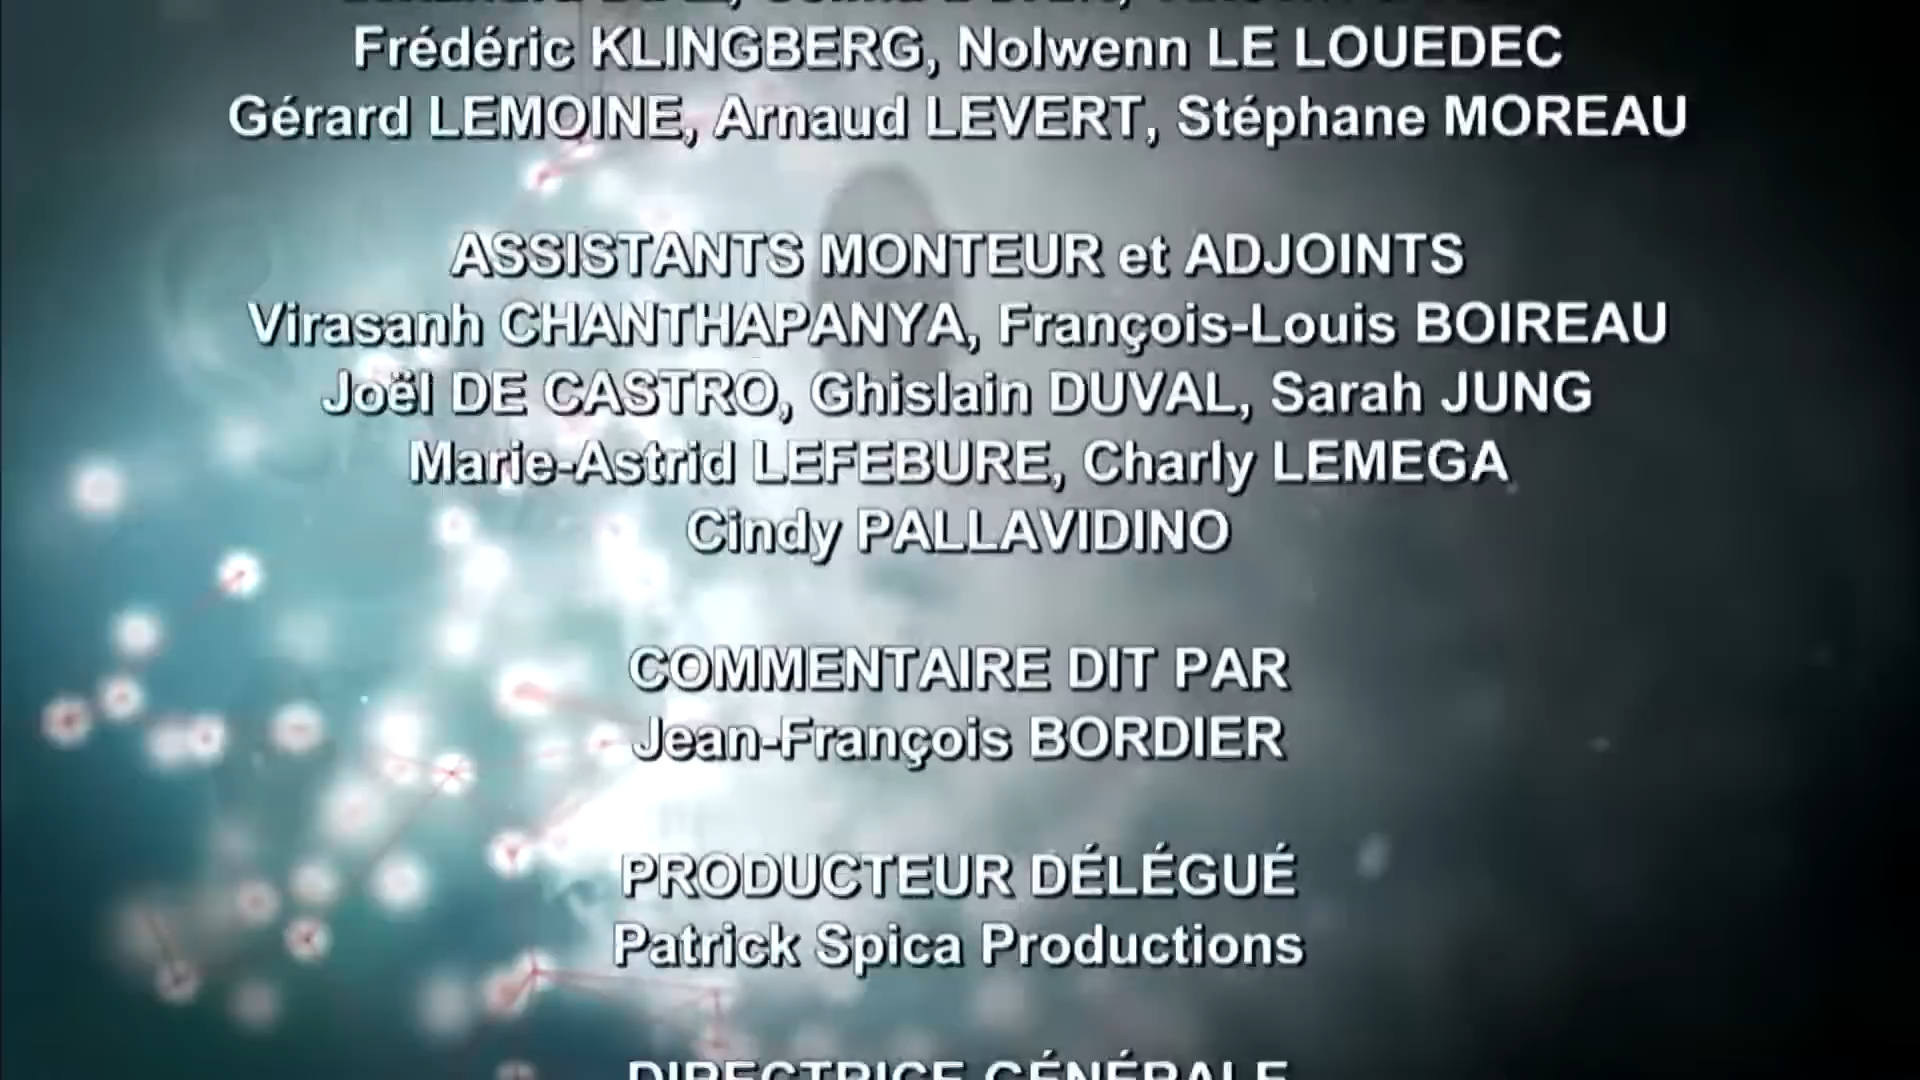 Frédéric KLINGBERG, Nolwenn LE LOUEDEC
Gérard LEMOINE, Arnaud LEVERT, Stéphane MOREAU
ASSISTANTS MONTEUR et ADJOINTS
Virasanh CHANTHAPANYA, François-Louis BOIREAU
Joël DE CASTRO, Ghislain DUVAL, Sarah JUNG
Marie-Astrid LEFEBURE, Charly LEMEGA
Cindy PALLAVIDINO
COMMENTAIRE DIT PAR
Jean-François BORDIER
PRODUCTEUR DÉLÉGUÉ
Patrick Spica Productions
DIRECTRICE GÉNÉRALE